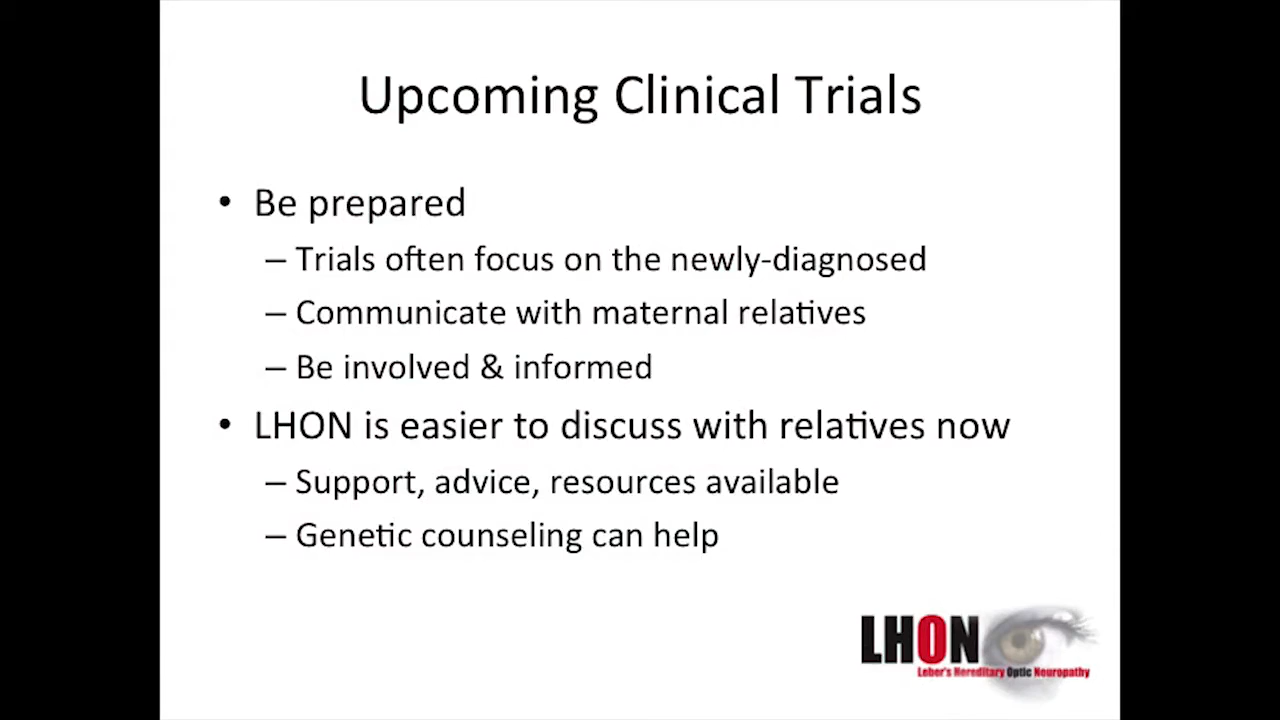 Upcoming Clinical Trials
• Be prepared
– Trials often focus on the newly-diagnosed
– Communicate with maternal relatives
– Be involved & informed
• LHON is easier to discuss with relatives now
– Support, advice, resources available
– Genetic counseling can help
LHON
Leber's Hereditary Optic Neuropathy